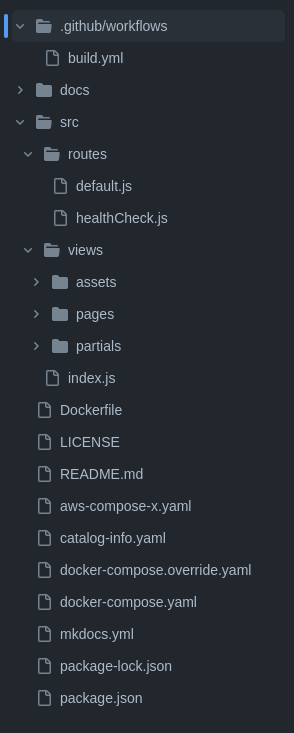 .github/workflows
build.yml
docs
src
routes
default.js
healthCheck.js
views
assets
pages
partials
index.js
Dockerfile
LICENSE
README.md
aws-compose-x.yaml
catalog-info.yaml
docker-compose.override.yaml
docker-compose.yaml
mkdocs.yml
package-lock.json
package.json